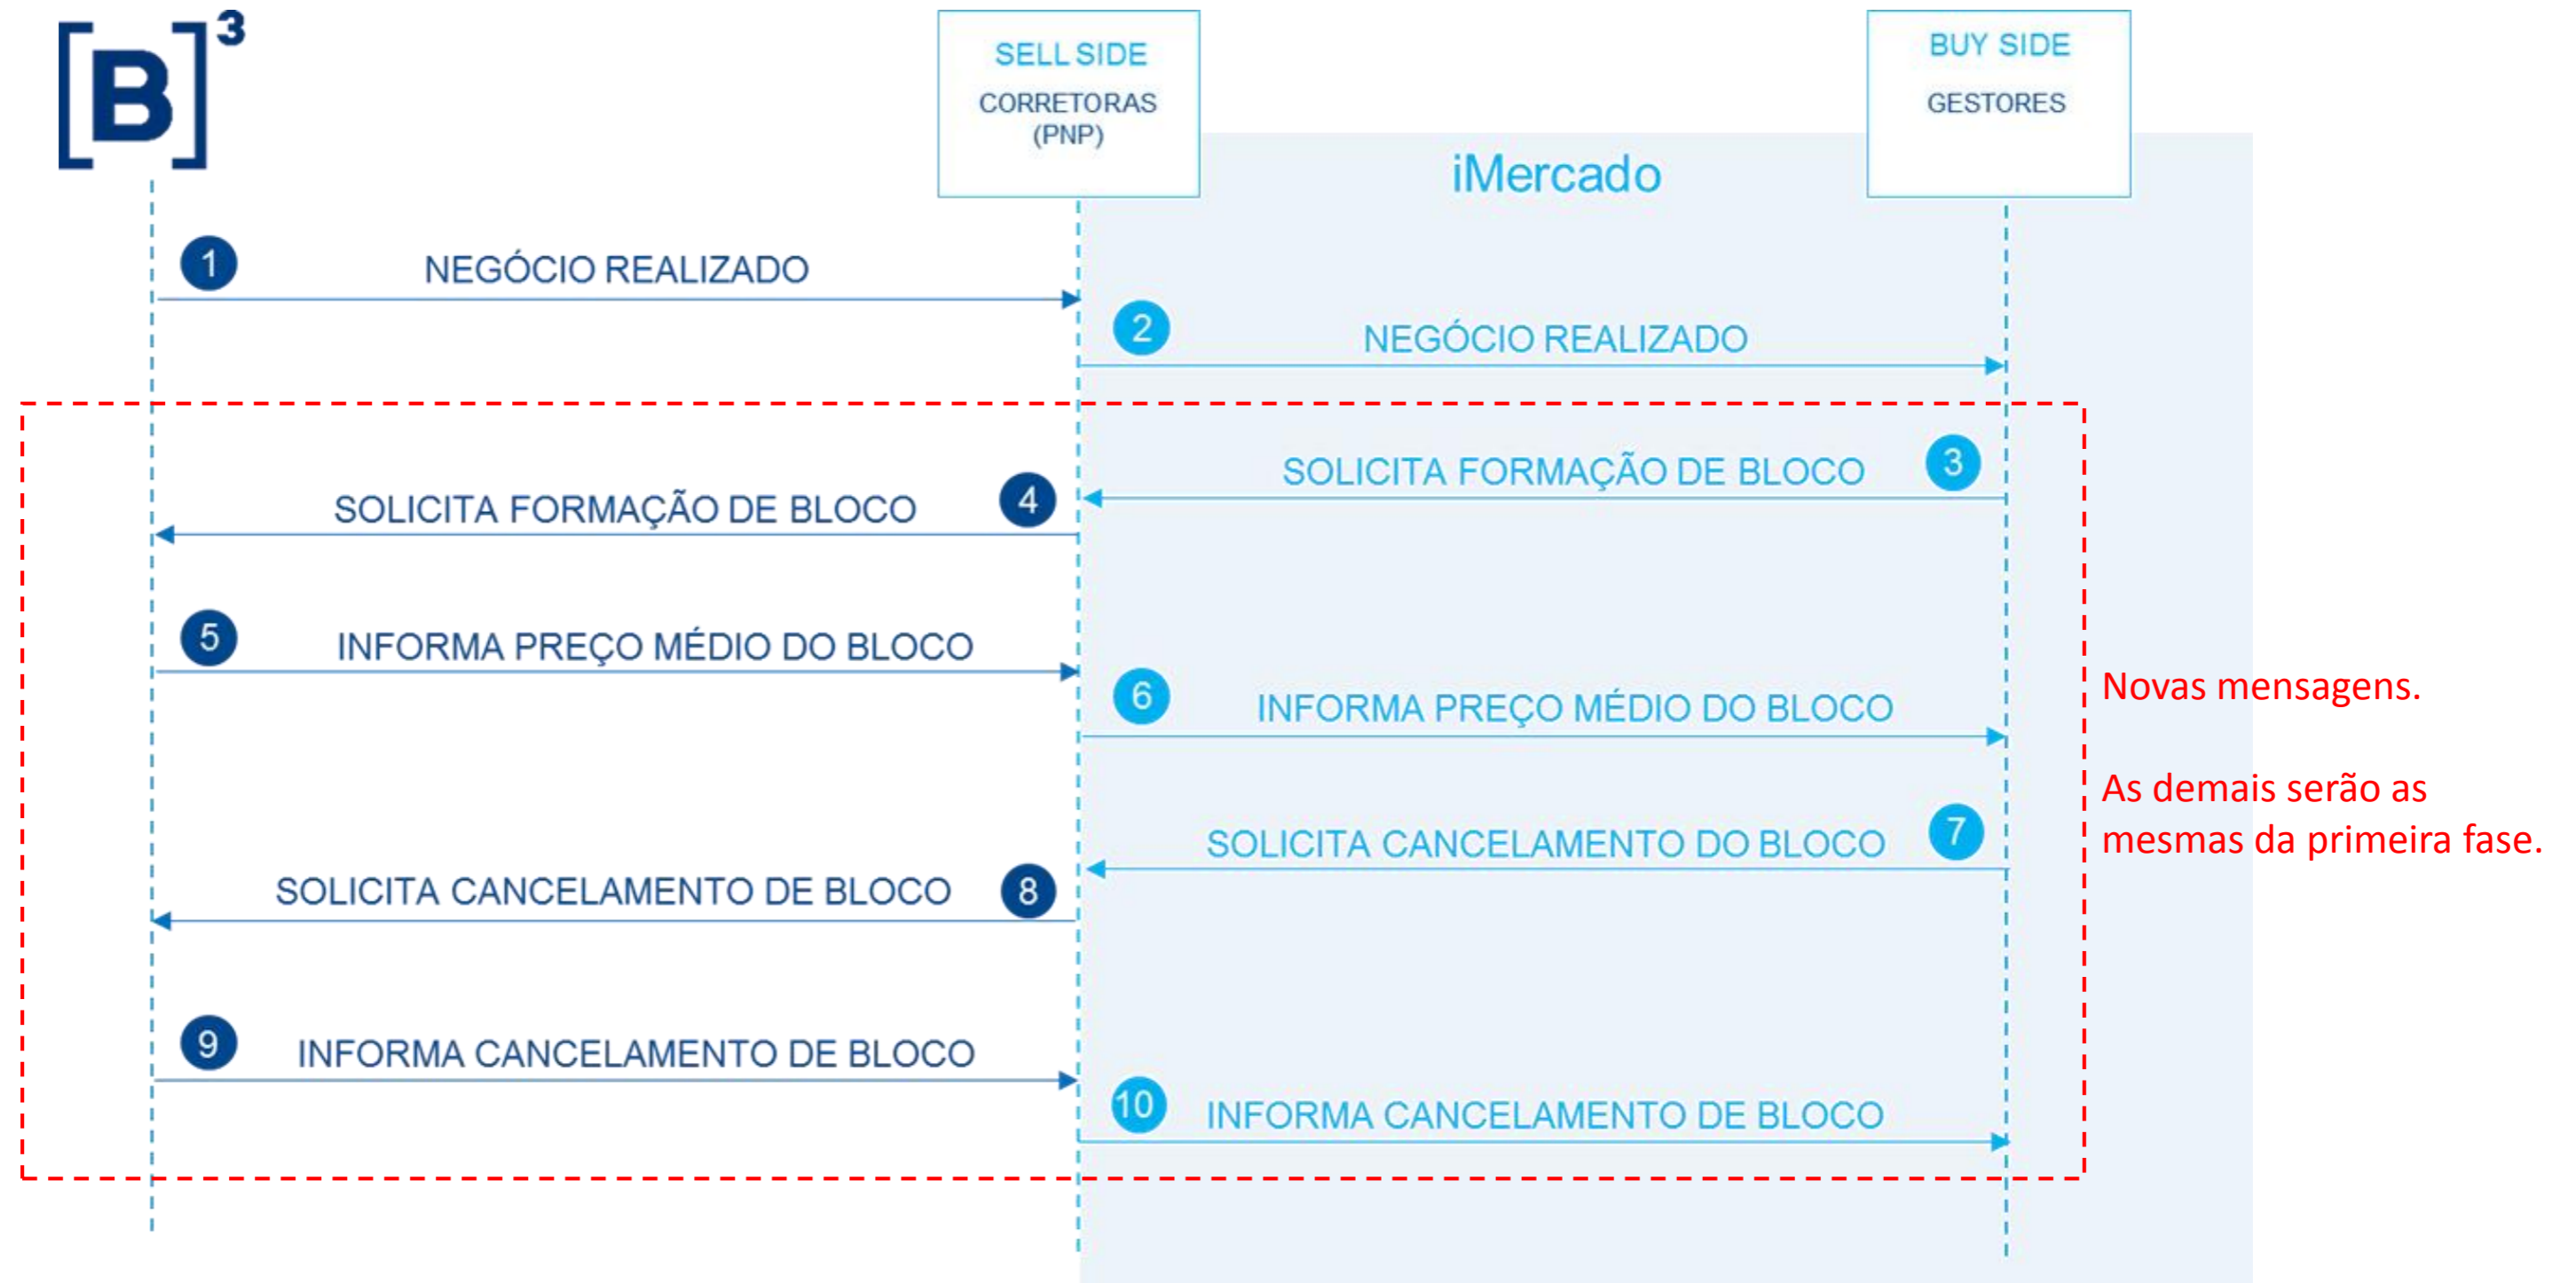 [B]³
SELL SIDE
CORRETORAS
(PNP)
BUY SIDE
GESTORES
iMercado
1 NEGÓCIO REALIZADO
2 NEGÓCIO REALIZADO
SOLICITA FORMAÇÃO DE BLOCO 3
SOLICITA FORMAÇÃO DE BLOCO 4
5 INFORMA PREÇO MÉDIO DO BLOCO
6 INFORMA PREÇO MÉDIO DO BLOCO
SOLICITA CANCELAMENTO DO BLOCO 7
SOLICITA CANCELAMENTO DE BLOCO 8
9 INFORMA CANCELAMENTO DE BLOCO
10 INFORMA CANCELAMENTO DE BLOCO
Novas mensagens.
As demais serão as
mesmas da primeira fase.